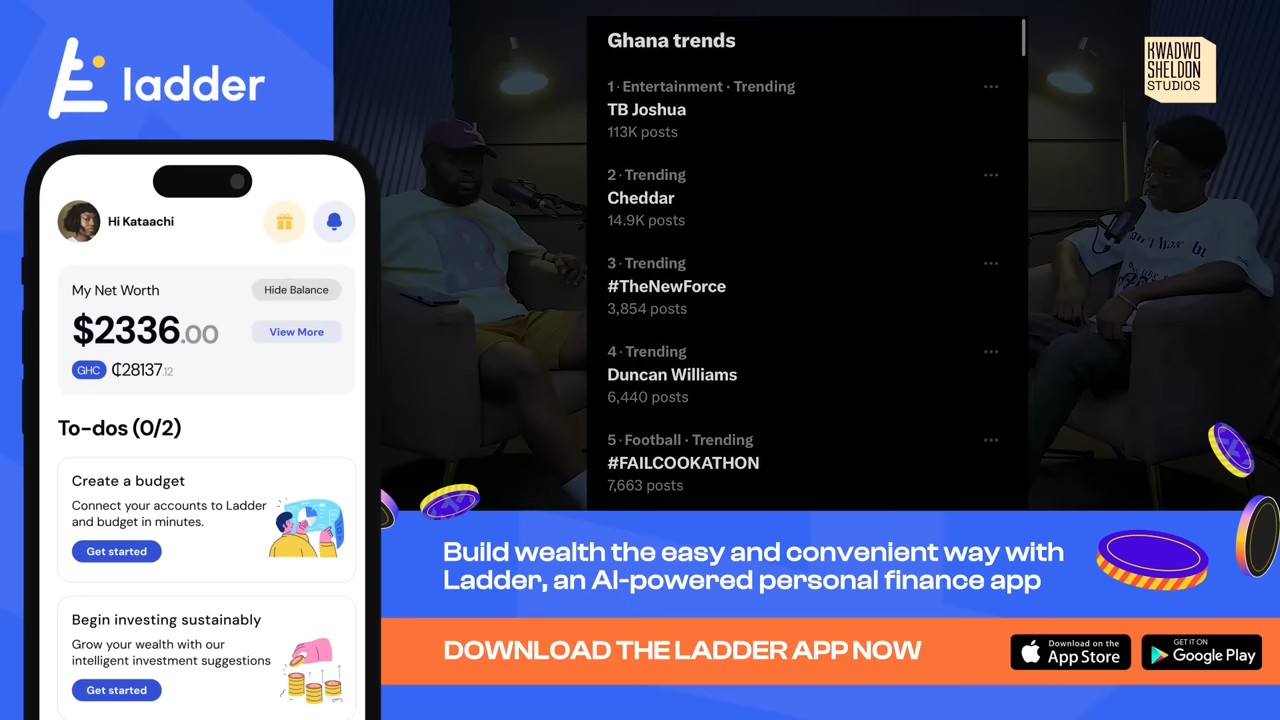 ladder
Hi Kataachi
My Net Worth
Hide Balance
$2336.00
View More
GHC ₵28137.12
To-dos (0/2)
Create a budget
Connect your accounts to Ladder
and budget in minutes.
Get started
Begin investing sustainably
Grow your wealth with our
intelligent investment suggestions
Get started
Ghana trends
1 · Entertainment · Trending
TB Joshua
113K posts
2 · Trending
Cheddar
14.9K posts
3 · Trending
#TheNewForce
3,854 posts
4 · Trending
Duncan Williams
6,440 posts
5 · Football · Trending
#FAILCOOKATHON
7,663 posts
KWADWO
SHELDON
STUDIOS
Build wealth the easy and convenient way with
Ladder, an AI-powered personal finance app
DOWNLOAD THE LADDER APP NOW
Download on the
App Store
GET IT ON
Google Play